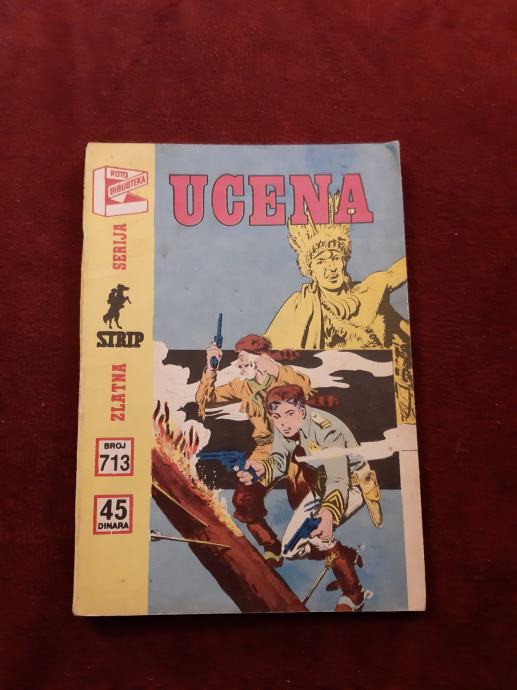 ROTO
BIBLIOTEKA
UCENA
ZLATNA STRIP SERIJA
BROJ
713
45
DINARA